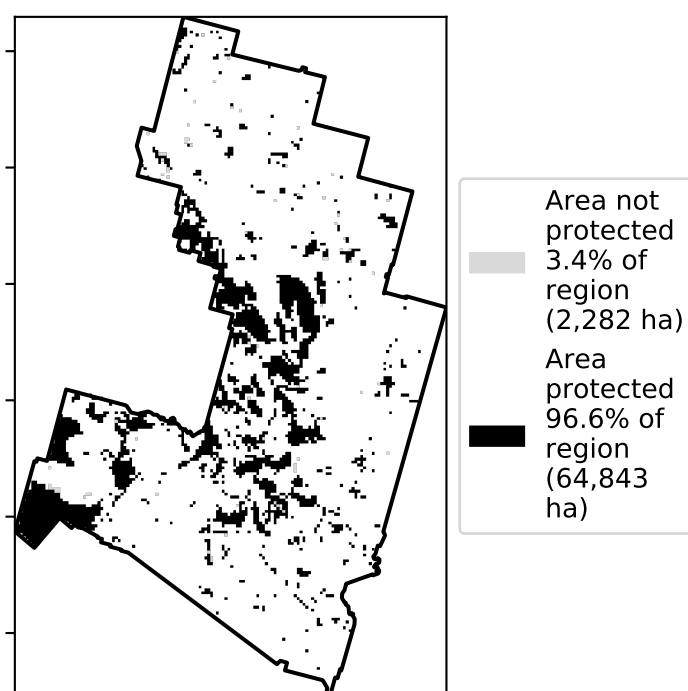 Area not
protected
3.4% of
region
(2,282 ha)
Area
protected
96.6% of
region
(64,843
ha)